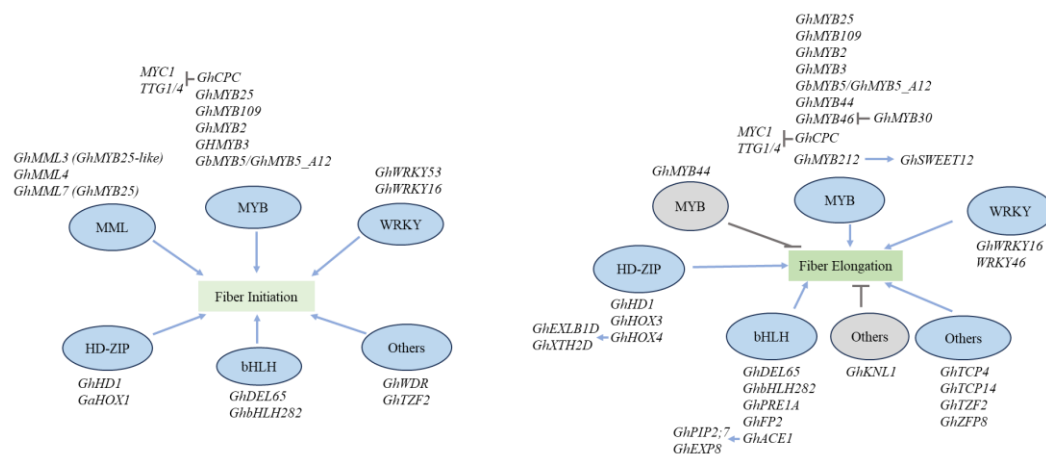 MYC1
TTG1/4
GhCPC
GhMYB25
GhMYB109
GhMYB2
GHMYB3
GbMYB5/GhMYB5_A12
GhMML3 (GhMYB25-like)
GhMML4
GhMML7 (GhMYB25)
GhWRKY53
GhWRKY16
MML
MYB
WRKY
Fiber Initiation
HD-ZIP
bHLH
Others
GhHD1
GaHOX1
GhDEL65
GhbHLH282
GhWDR
GhTZF2
GhMYB25
GhMYB109
GhMYB2
GhMYB3
GbMYB5/GhMYB5_A12
GhMYB44
GhMYB46
GhMYB30
MYC1
TTG1/4
GhCPC
GhMYB212
GhSWEET12
GhMYB44
MYB
MYB
WRKY
GhWRKY16
WRKY46
HD-ZIP
Fiber Elongation
GhHD1
GhHOX3
GhHOX4
GhEXLB1D
GhXTH2D
bHLH
Others
Others
GhDEL65
GhbHLH282
GhPRE1A
GhFP2
GhACE1
GhPIP2;7
GhEXP8
GhKNL1
GhTCP4
GhTCP14
GhTZF2
GhZFP8